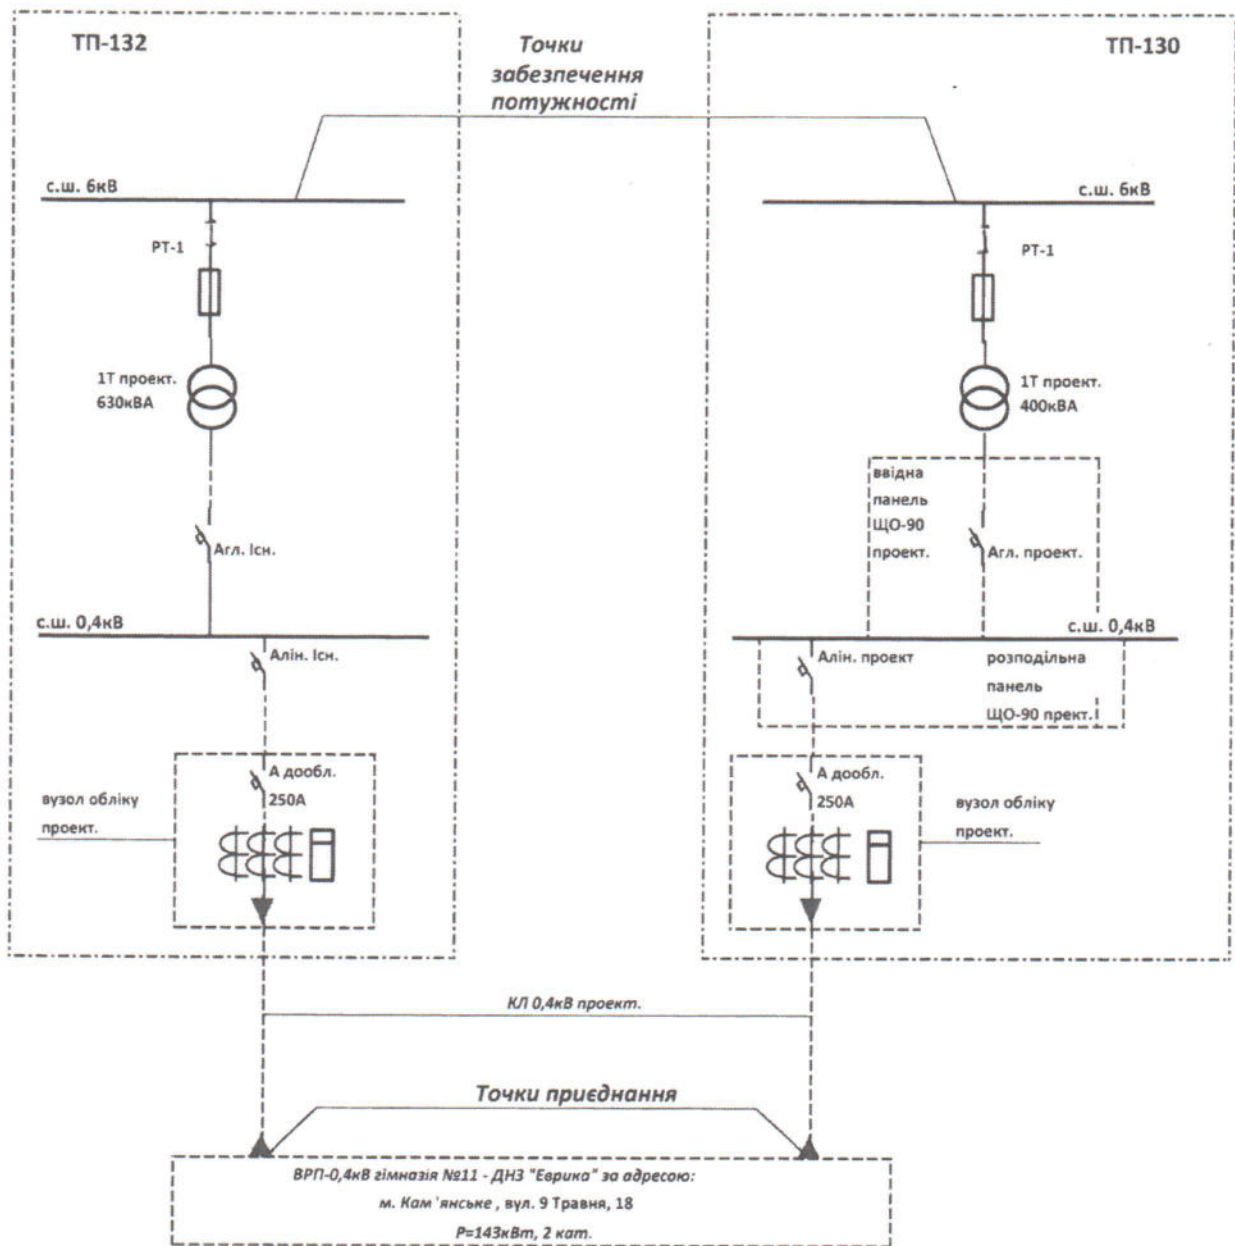 ТП-132
Точки
забезпечення
потужності
ТП-130
с.ш. 6кВ
с.ш. 6кВ
РТ-1
РТ-1
1Т проект.
630кВА
1Т проект.
400кВА
ввідна
панель
ЩО-90
проект.
Агл. Існ.
Агл. проект.
с.ш. 0,4кВ
с.ш. 0,4кВ
Алін. Існ.
Алін. проект
розподільна
панель
ЩО-90 прект.
А дообл.
250А
А дообл.
250А
вузол обліку
проект.
вузол обліку
проект.
КЛ 0,4кВ проект.
Точки приєднання
ВРП-0,4кВ гімназія №11 - ДНЗ "Еврика" за адресою:
м. Кам'янське , вул. 9 Травня, 18
Р=143кВт, 2 кат.